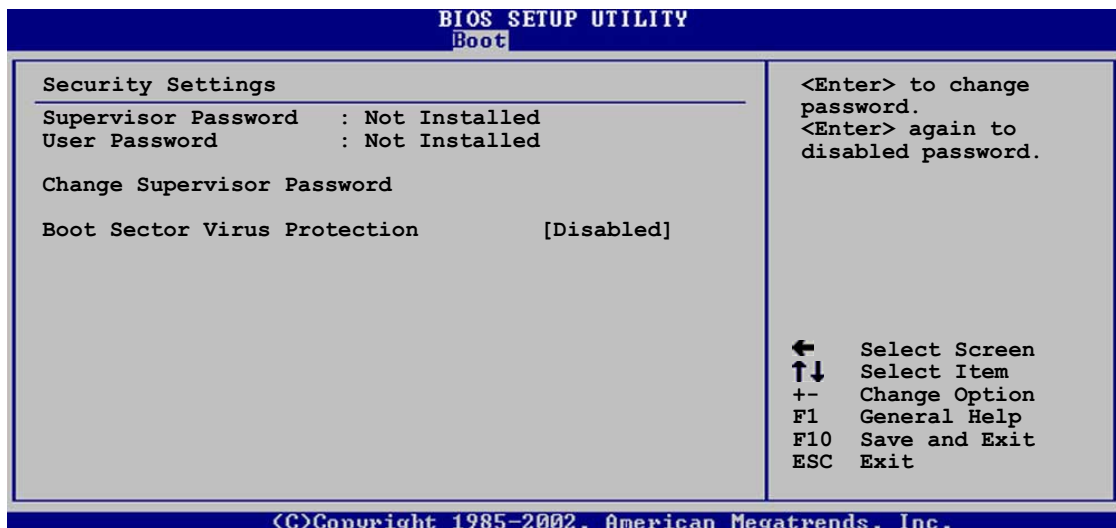 BIOS SETUP UTILITY
Boot
Security Settings
Supervisor Password : Not Installed
User Password : Not Installed
Change Supervisor Password
Boot Sector Virus Protection [Disabled]
<Enter> to change
password.
<Enter> again to
disabled password.
← Select Screen
↑↓ Select Item
+- Change Option
F1 General Help
F10 Save and Exit
ESC Exit
(C)Copyright 1985-2002, American Megatrends, Inc.